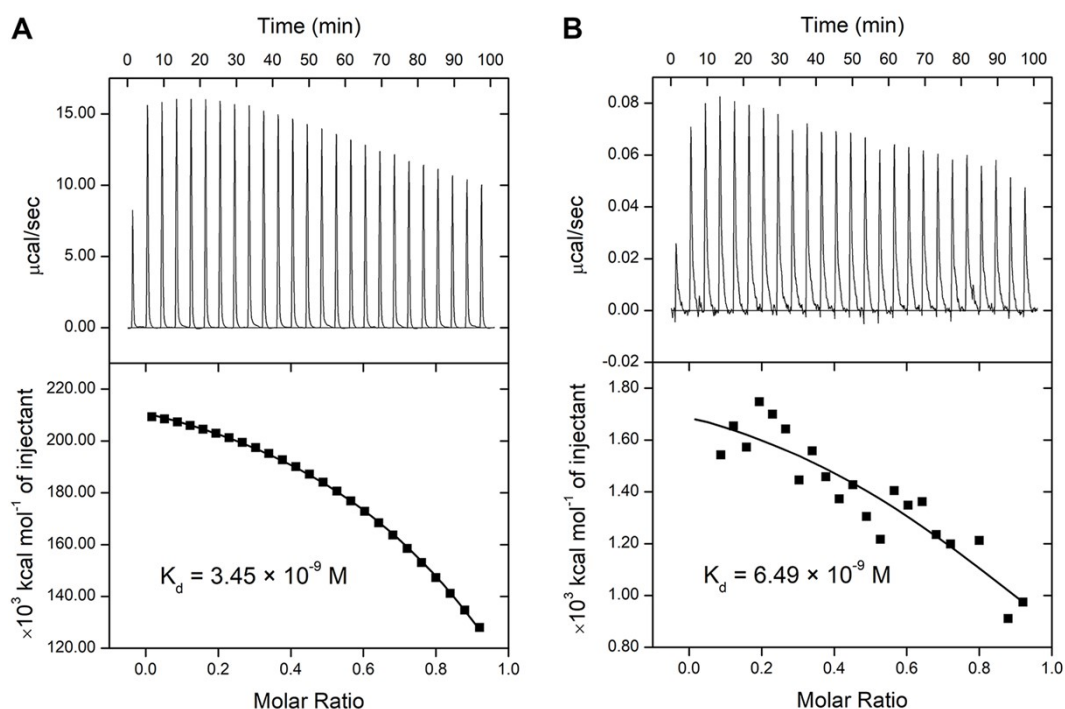 A
Time (min)
0 10 20 30 40 50 60 70 80 90 100
15.00
10.00
5.00
0.00
µcal/sec
220.00
200.00
180.00
160.00
140.00
120.00
×10³ kcal mol⁻¹ of injectant
K_d = 3.45 × 10⁻⁹ M
0.0 0.2 0.4 0.6 0.8 1.0
Molar Ratio
B
Time (min)
0 10 20 30 40 50 60 70 80 90 100
0.08
0.06
0.04
0.02
0.00
-0.02
µcal/sec
1.80
1.60
1.40
1.20
1.00
0.80
×10³ kcal mol⁻¹ of injectant
K_d = 6.49 × 10⁻⁹ M
0.0 0.2 0.4 0.6 0.8 1.0
Molar Ratio